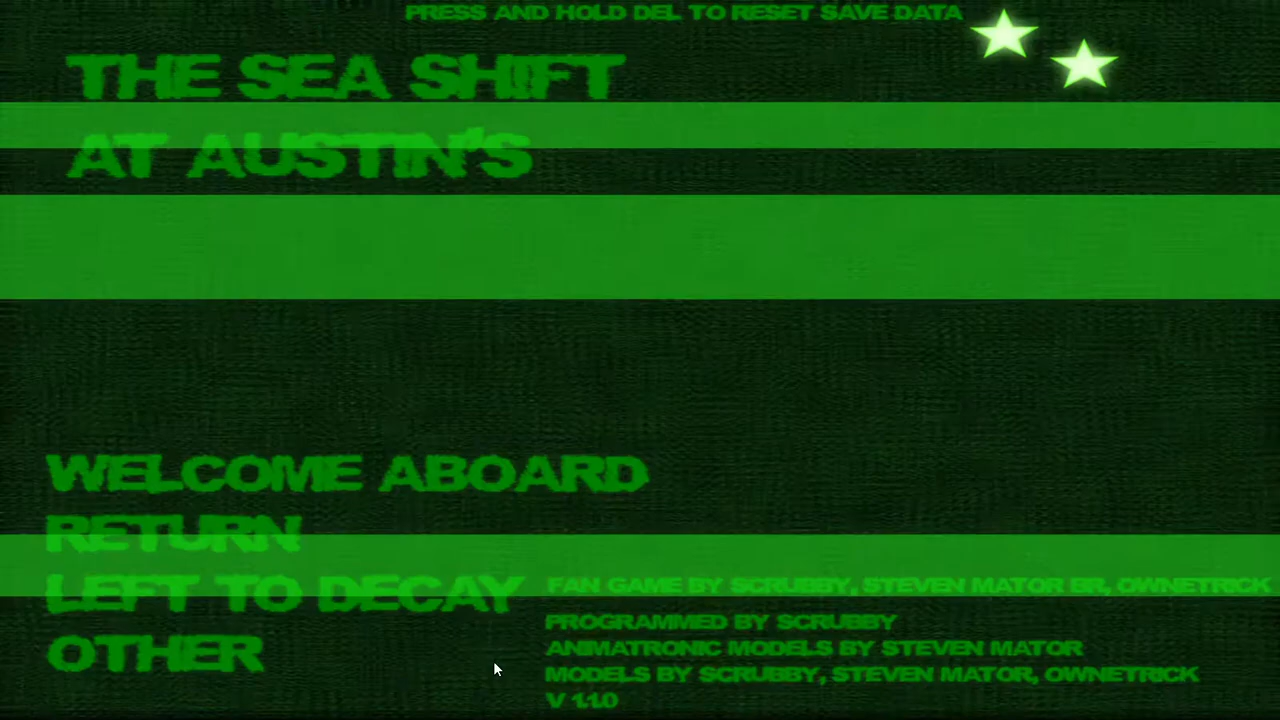 PRESS AND HOLD DEL TO RESET SAVE DATA
THE SEA SHIFT
AT AUSTIN'S
WELCOME ABOARD
RETURN
LEFT TO DECAY
OTHER
FAN GAME BY SCRUBBY, STEVEN MATOR BR, OWNETRICK
PROGRAMMED BY SCRUBBY
ANIMATRONIC MODELS BY STEVEN MATOR
MODELS BY SCRUBBY, STEVEN MATOR, OWNETRICK
V 1.1.0